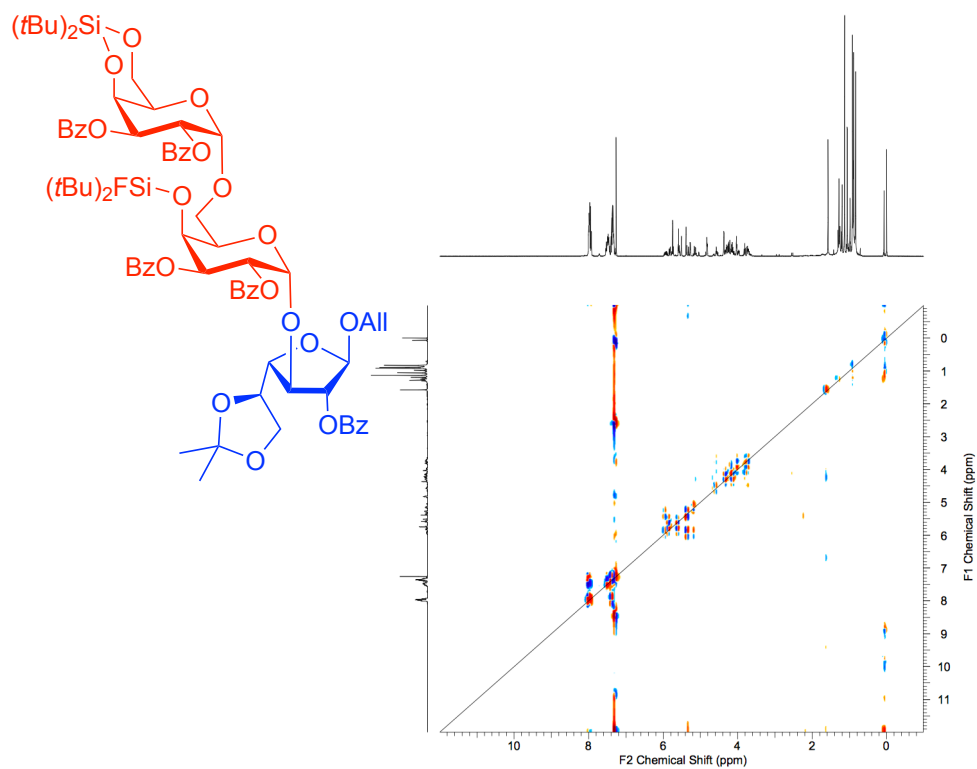 (tBu)₂Si
O
O
O
BzO
BzO
(tBu)₂FSi
O
O
O
BzO
BzO
O
OAll
O
O
OBz
O
0
1
2
3
4
5
6
7
8
9
10
11
F1 Chemical Shift (ppm)
10 8 6 4 2 0
F2 Chemical Shift (ppm)